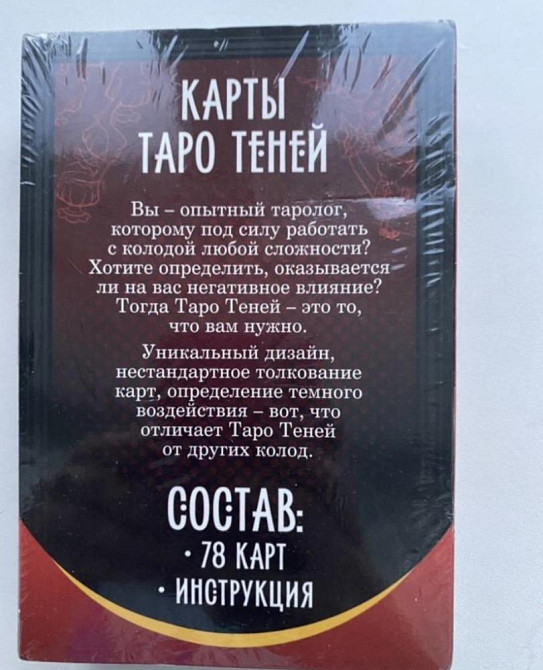 КАРТЫ
ТАРО ТЕНЕЙ
Вы – опытный таролог,
которому под силу работать
с колодой любой сложности?
Хотите определить, оказывается
ли на вас негативное влияние?
Тогда Таро Теней – это то,
что вам нужно.
Уникальный дизайн,
нестандартное толкование
карт, определение темного
воздействия – вот, что
отличает Таро Теней
от других колод.
СОСТАВ:
• 78 КАРТ
• ИНСТРУКЦИЯ